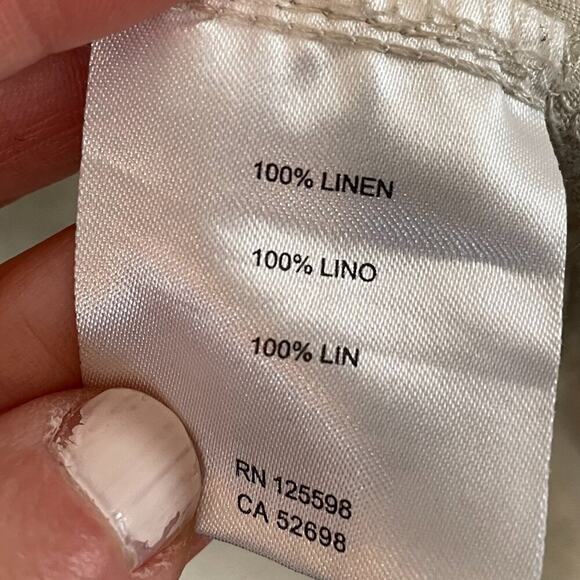 100% LINEN
100% LINO
100% LIN
RN 125598
CA 52698